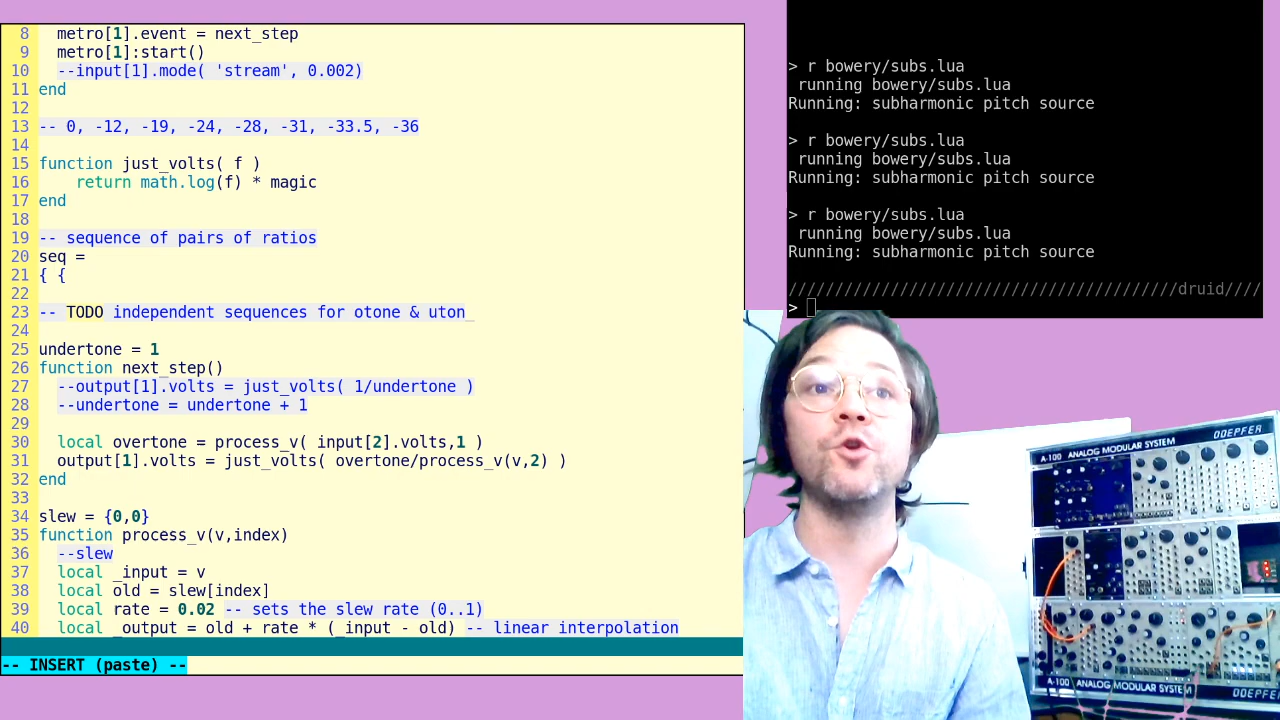 8   metro[1].event = next_step
9   metro[1]:start()
10   --input[1].mode( 'stream', 0.002)
11 end
12
13 -- 0, -12, -19, -24, -28, -31, -33.5, -36
14
15 function just_volts( f )
16     return math.log(f) * magic
17 end
18
19 -- sequence of pairs of ratios
20 seq =
21 { {
22
23 -- TODO independent sequences for otone & uton_
24
25 undertone = 1
26 function next_step()
27   --output[1].volts = just_volts( 1/undertone )
28   --undertone = undertone + 1
29
30   local overtone = process_v( input[2].volts,1 )
31   output[1].volts = just_volts( overtone/process_v(v,2) )
32 end
33
34 slew = {0,0}
35 function process_v(v,index)
36   --slew
37   local _input = v
38   local old = slew[index]
39   local rate = 0.02 -- sets the slew rate (0..1)
40   local _output = old + rate * (_input - old) -- linear interpolation
-- INSERT (paste) --
> r bowery/subs.lua
 running bowery/subs.lua
Running: subharmonic pitch source
> r bowery/subs.lua
 running bowery/subs.lua
Running: subharmonic pitch source
> r bowery/subs.lua
 running bowery/subs.lua
Running: subharmonic pitch source
//////////////////////////////////////////druid////
>
A-100 ANALOG MODULAR SYSTEM DOEPFER
A-100 ANALOG MODULAR SYSTEM DOEPFER